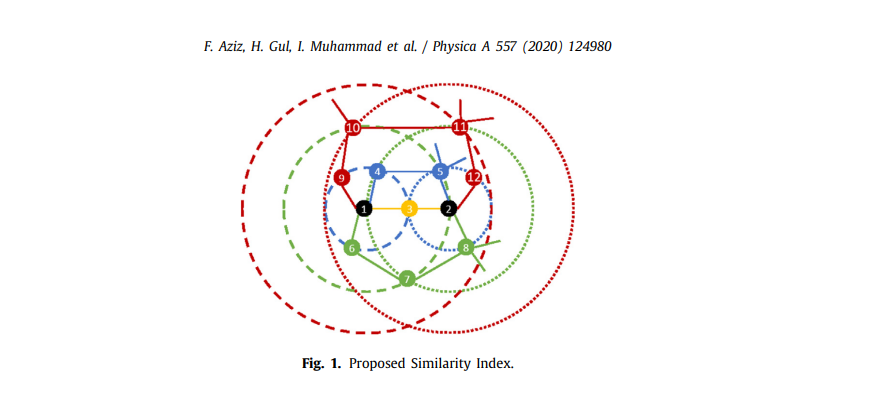 F. Aziz, H. Gul, I. Muhammad et al. / Physica A 557 (2020) 124980
10 11
4 5
9 12
1 3 2
6 8
7
Fig. 1. Proposed Similarity Index.